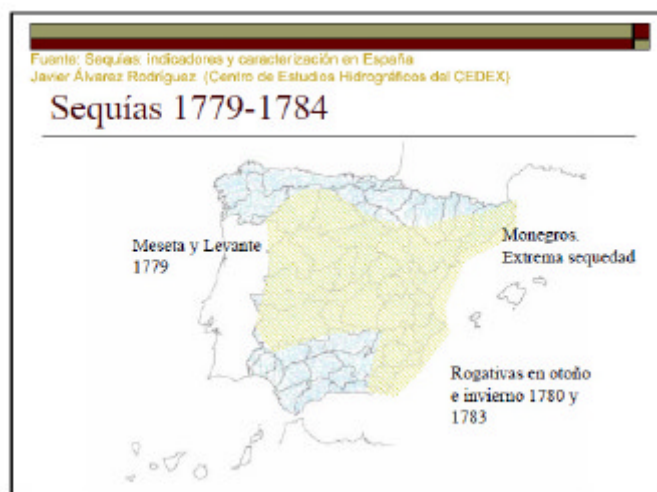 Fuente: Sequías: indicadores y caracterización en España
Javier Álvarez Rodríguez (Centro de Estudios Hidrográficos del CEDEX)
Sequías 1779-1784
Meseta y Levante
1779
Monegros.
Extrema sequedad
Rogativas en otoño
e invierno 1780 y
1783